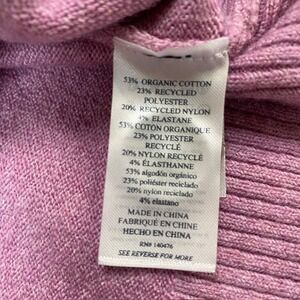 53% ORGANIC COTTON
23% RECYCLED
POLYESTER
20% RECYCLED NYLON
4% ELASTANE
53% COTON ORGANIQUE
23% POLYESTER
RECYCLÉ
20% NYLON RECYCLÉ
4% ÉLASTHANNE
53% algodón orgánico
23% poliéster reciclado
20% nylon reciclado
4% elastano
MADE IN CHINA
FABRIQUÉ EN CHINE
HECHO EN CHINA
RN# 140476
SEE REVERSE FOR MORE